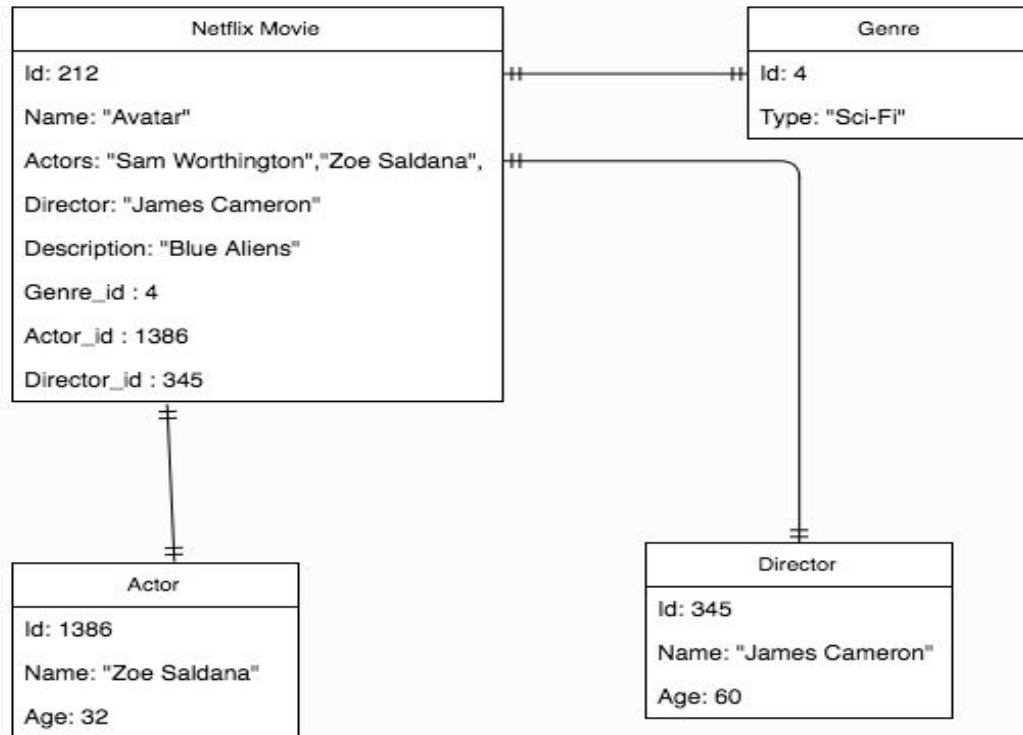 Netflix Movie
Id: 212
Name: "Avatar"
Actors: "Sam Worthington","Zoe Saldana",
Director: "James Cameron"
Description: "Blue Aliens"
Genre_id : 4
Actor_id : 1386
Director_id : 345
Genre
Id: 4
Type: "Sci-Fi"
Actor
Id: 1386
Name: "Zoe Saldana"
Age: 32
Director
Id: 345
Name: "James Cameron"
Age: 60